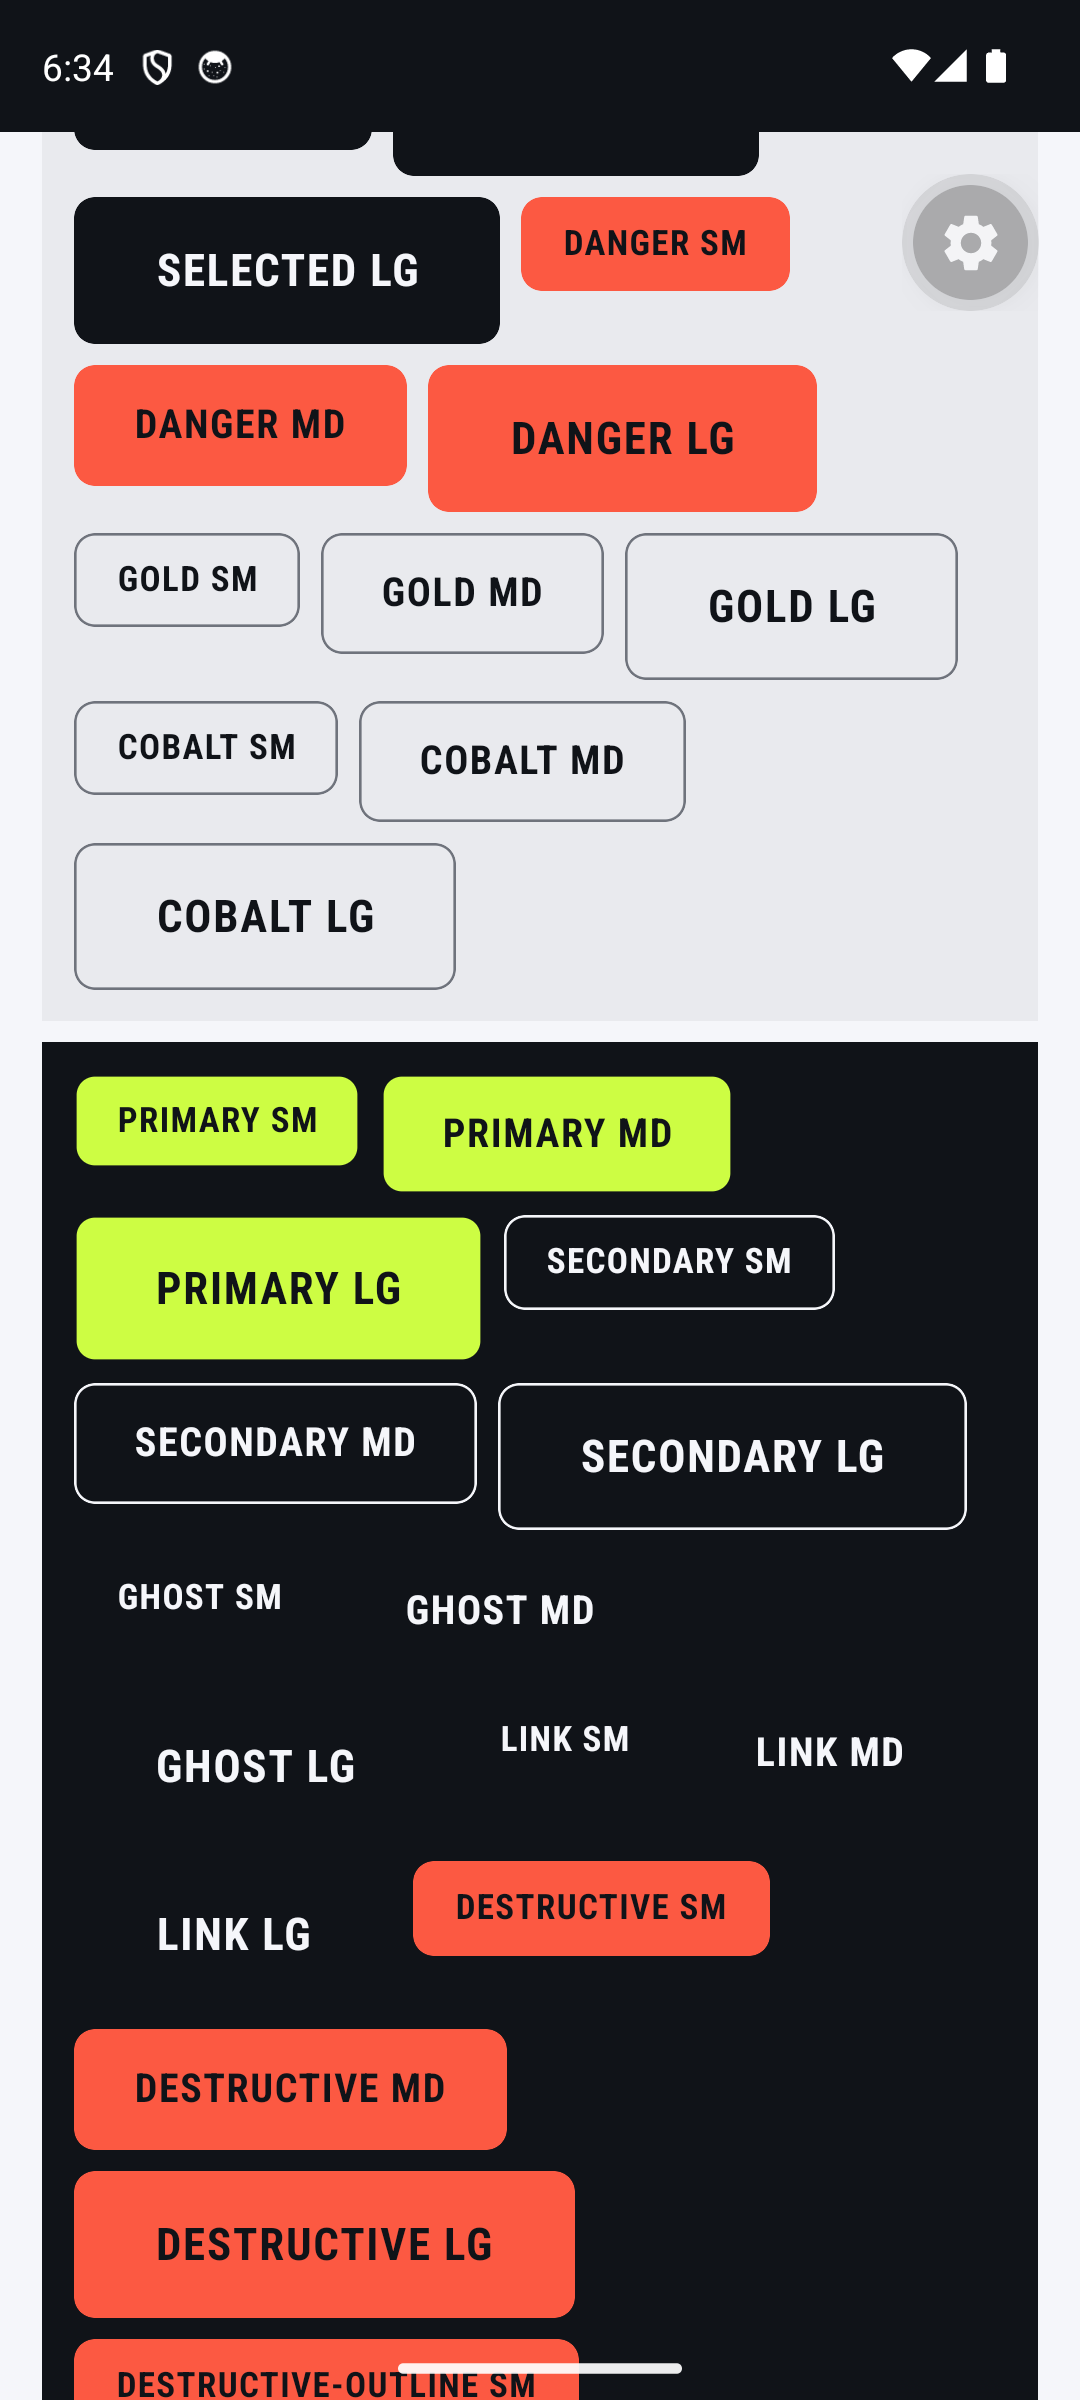 6:34
SELECTED LG
DANGER SM
DANGER MD
DANGER LG
GOLD SM
GOLD MD
GOLD LG
COBALT SM
COBALT MD
COBALT LG
PRIMARY SM
PRIMARY MD
PRIMARY LG
SECONDARY SM
SECONDARY MD
SECONDARY LG
GHOST SM
GHOST MD
GHOST LG
LINK SM
LINK MD
LINK LG
DESTRUCTIVE SM
DESTRUCTIVE MD
DESTRUCTIVE LG
DESTRUCTIVE-OUTLINE SM